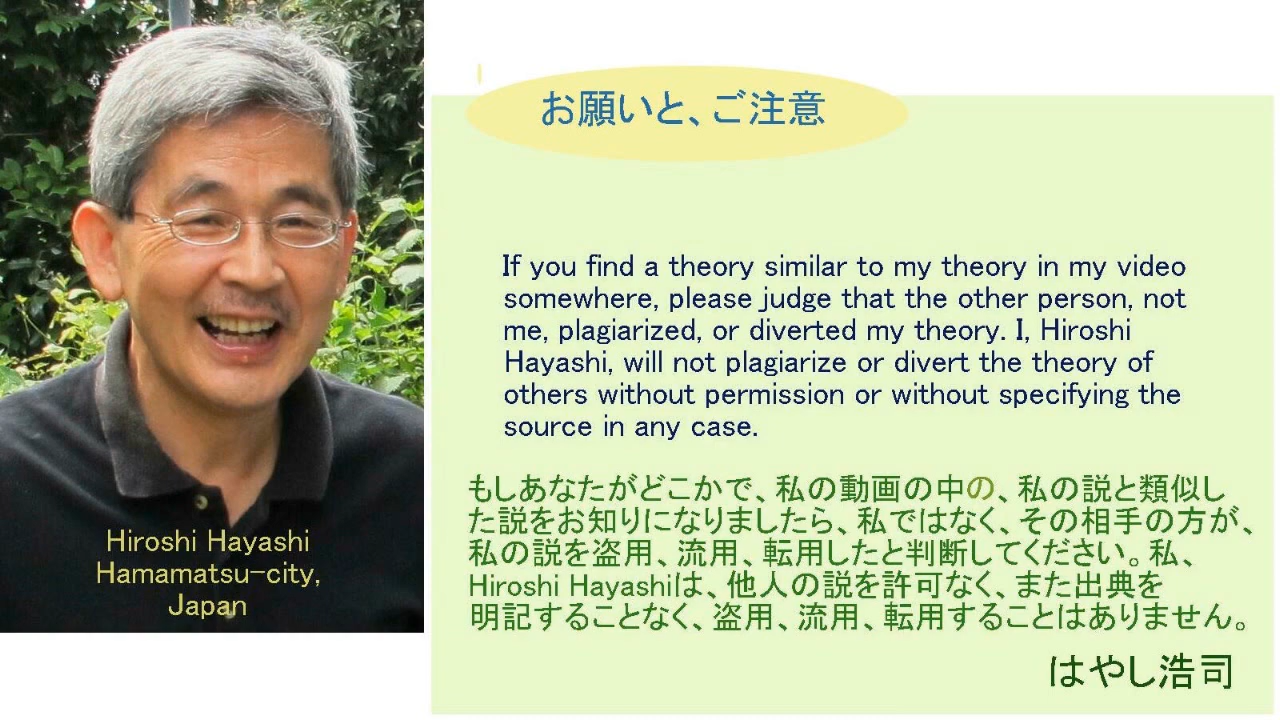 お願いと、ご注意
If you find a theory similar to my theory in my video
somewhere, please judge that the other person, not
me, plagiarized, or diverted my theory. I, Hiroshi
Hayashi, will not plagiarize or divert the theory of
others without permission or without specifying the
source in any case.
もしあなたがどこかで、私の動画の中の、私の説と類似し
た説をお知りになりましたら、私ではなく、その相手の方が、
私の説を盗用、流用、転用したと判断してください。私、
Hiroshi Hayashiは、他人の説を許可なく、また出典を
明記することなく、盗用、流用、転用することはありません。
はやし浩司
Hiroshi Hayashi
Hamamatsu-city,
Japan